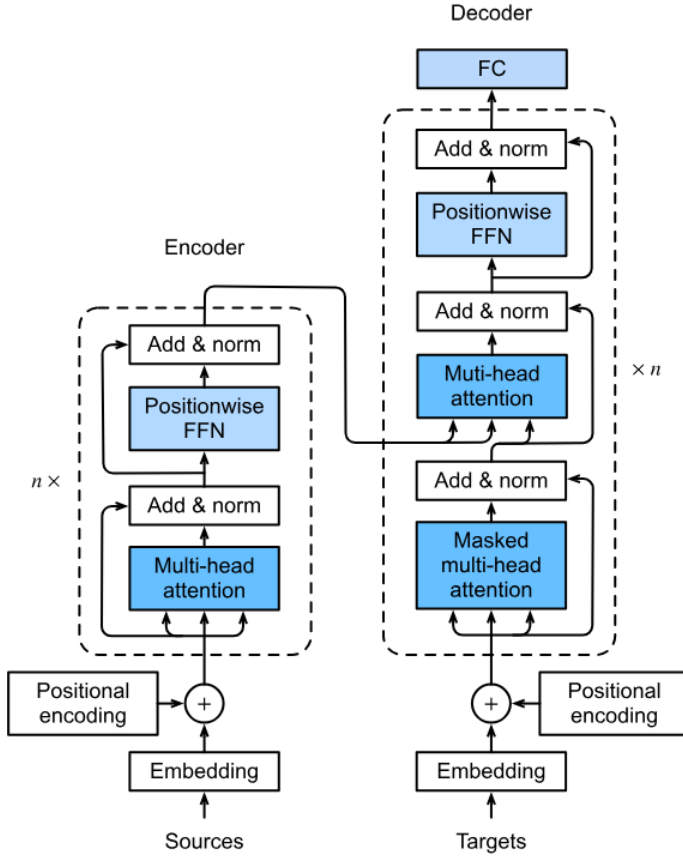 Decoder
FC
Add & norm
Positionwise
FFN
Add & norm
Muti-head
attention
× n
Add & norm
Masked
multi-head
attention
Positional
encoding
+
Embedding
Targets
Encoder
Add & norm
Positionwise
FFN
n ×
Add & norm
Multi-head
attention
Positional
encoding
+
Embedding
Sources